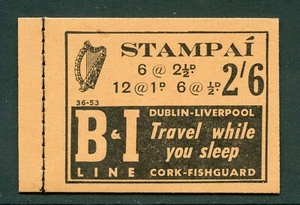 STAMPAÍ
6 @ 2½D.
12 @ 1D 6 @ ½D. 2/6
36-53
B & I
LINE
DUBLIN-LIVERPOOL
Travel while
you sleep
CORK-FISHGUARD